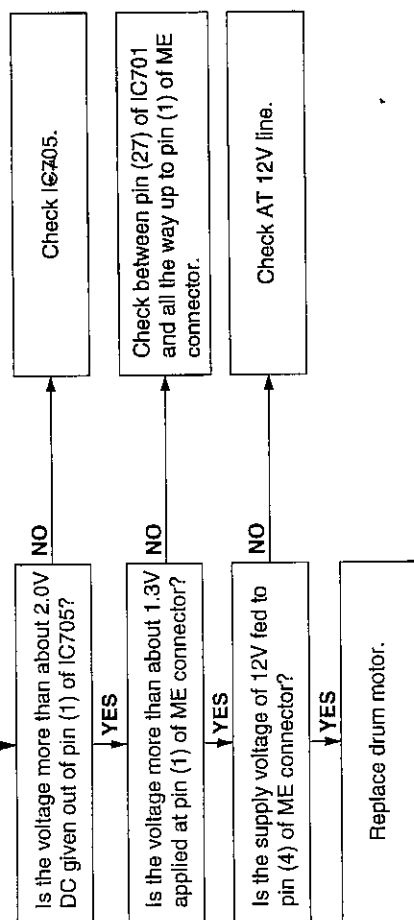 Is the voltage more than about 2.0V
DC given out of pin (1) of IC705?
NO
Check IC705.
YES
Is the voltage more than about 1.3V
applied at pin (1) of ME connector?
NO
Check between pin (27) of IC701
and all the way up to pin (1) of ME
connector.
YES
Is the supply voltage of 12V fed to
pin (4) of ME connector?
NO
Check AT 12V line.
YES
Replace drum motor.